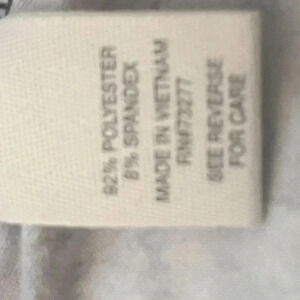 92% POLYESTER
8% SPANDEX
MADE IN VIETNAM
RN#73277
SEE REVERSE
FOR CARE